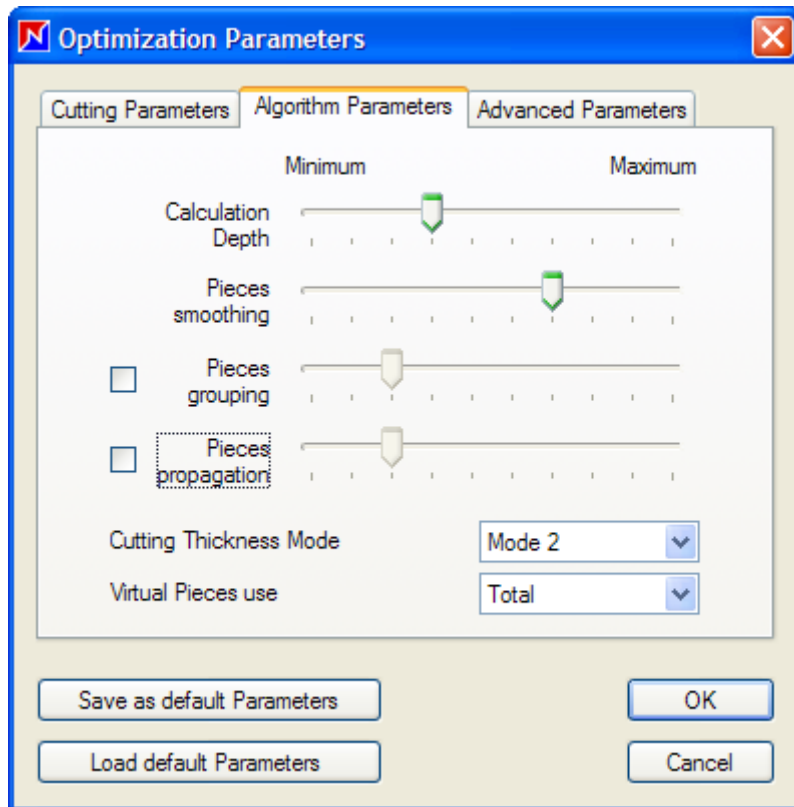 Optimization Parameters
Cutting Parameters Algorithm Parameters Advanced Parameters
Minimum Maximum
Calculation
Depth
Pieces
smoothing
Pieces
grouping
Pieces
propagation
Cutting Thickness Mode Mode 2
Virtual Pieces use Total
Save as default Parameters OK
Load default Parameters Cancel